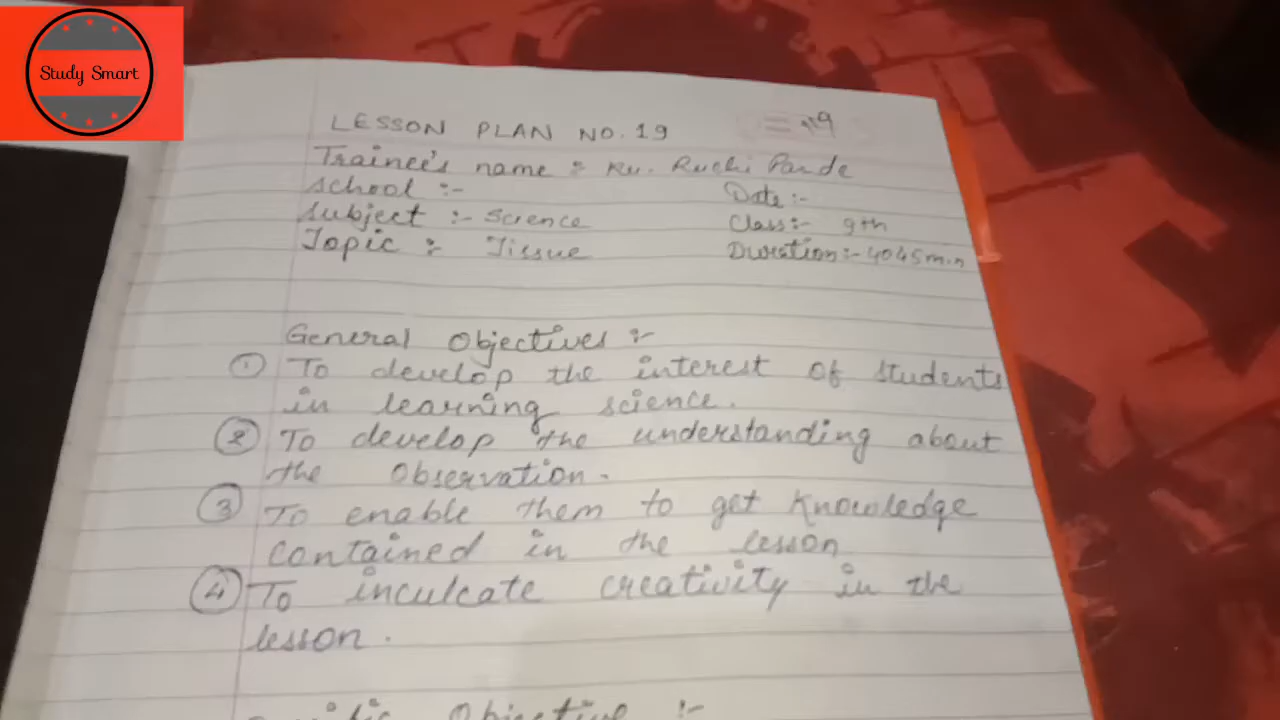 Study Smart
LESSON PLAN NO. 19
Trainee's name :- Ku. Ruchi Pande
School :-
Date :-
Subject :- Science
Class :- 9th
Topic :- Tissue
Duration :- 4045min
General Objectives :-
① To develop the interest of students
in learning science.
② To develop the understanding about
the Observation.
③ To enable them to get Knowledge
contained in the lesson
④ To inculcate creativity in the
lesson.
Objective :-